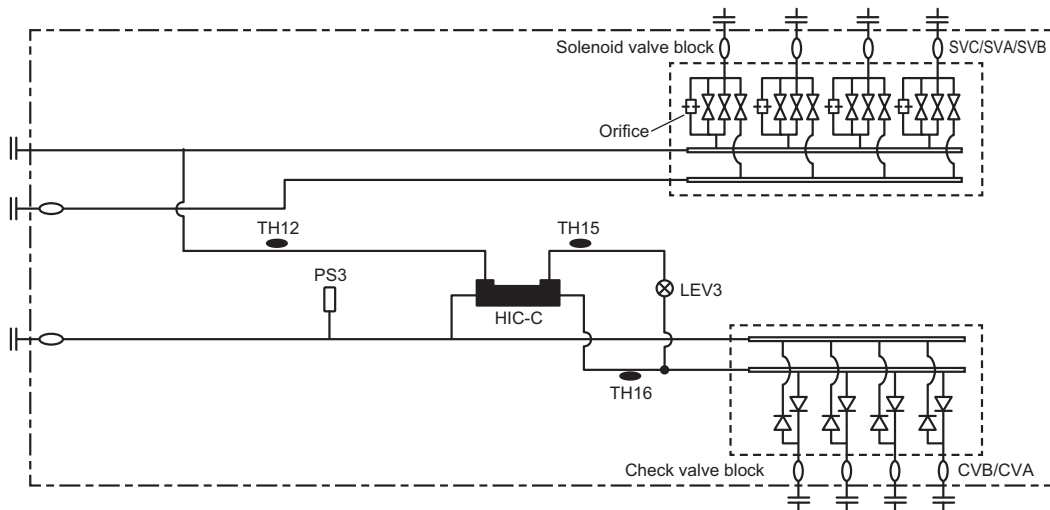 Solenoid valve block
SVC/SVA/SVB
Orifice
TH12
TH15
PS3
LEV3
HIC-C
TH16
Check valve block
CVB/CVA